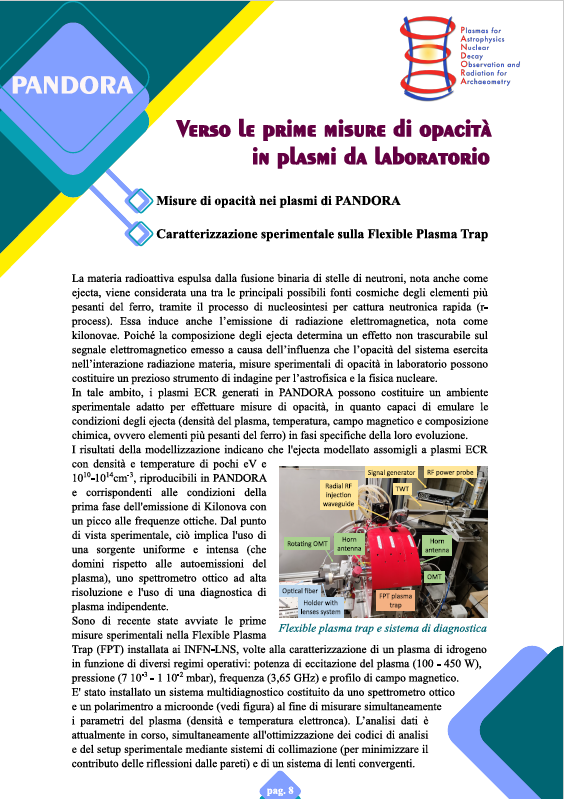 PANDORA
Plasmas for
Astrophysics
Nuclear
Decay
Observation and
Radiation for
Archaeometry
Verso le prime misure di opacità
in plasmi da laboratorio
Misure di opacità nei plasmi di PANDORA
Caratterizzazione sperimentale sulla Flexible Plasma Trap
La materia radioattiva espulsa dalla fusione binaria di stelle di neutroni, nota anche come
ejecta, viene considerata una tra le principali possibili fonti cosmiche degli elementi più
pesanti del ferro, tramite il processo di nucleosintesi per cattura neutronica rapida (r-
process). Essa induce anche l'emissione di radiazione elettromagnetica, nota come
kilonovae. Poiché la composizione degli ejecta determina un effetto non trascurabile sul
segnale elettromagnetico emesso a causa dell'influenza che l'opacità del sistema esercita
nell'interazione radiazione materia, misure sperimentali di opacità in laboratorio possono
costituire un prezioso strumento di indagine per l'astrofisica e la fisica nucleare.
In tale ambito, i plasmi ECR generati in PANDORA possono costituire un ambiente
sperimentale adatto per effettuare misure di opacità, in quanto capaci di emulare le
condizioni degli ejecta (densità del plasma, temperatura, campo magnetico e composizione
chimica, ovvero elementi più pesanti del ferro) in fasi specifiche della loro evoluzione.
I risultati della modellizzazione indicano che l'ejecta modellato assomigli a plasmi ECR
con densità e temperature di pochi eV e
10¹⁰-10¹⁴cm⁻³, riproducibili in PANDORA
e corrispondenti alle condizioni della
prima fase dell'emissione di Kilonova con
un picco alle frequenze ottiche. Dal punto
di vista sperimentale, ciò implica l'uso di
una sorgente uniforme e intensa (che
domini rispetto alle autoemissioni del
plasma), uno spettrometro ottico ad alta
risoluzione e l'uso di una diagnostica di
plasma indipendente.
Signal generator
RF power probe
Radial RF
injection
waveguide
TWT
Rotating OMT
Horn
antenna
Horn
antenna
OMT
Optical fiber
Holder with
lenses system
FPT plasma
trap
Flexible plasma trap e sistema di diagnostica
Sono di recente state avviate le prime
misure sperimentali nella Flexible Plasma
Trap (FPT) installata ai INFN-LNS, volte alla caratterizzazione di un plasma di idrogeno
in funzione di diversi regimi operativi: potenza di eccitazione del plasma (100 - 450 W),
pressione (7 10⁻³ - 1 10⁻² mbar), frequenza (3,65 GHz) e profilo di campo magnetico.
E' stato installato un sistema multidiagnostico costituito da uno spettrometro ottico
e un polarimentro a microonde (vedi figura) al fine di misurare simultaneamente
i parametri del plasma (densità e temperatura elettronca). L'analisi dati è
attualmente in corso, simultaneamente all'ottimizzazione dei codici di analisi
e del setup sperimentale mediante sistemi di collimazione (per minimizzare il
contributo delle riflessioni dalle pareti) e di un sistema di lenti convergenti.
pag. 8